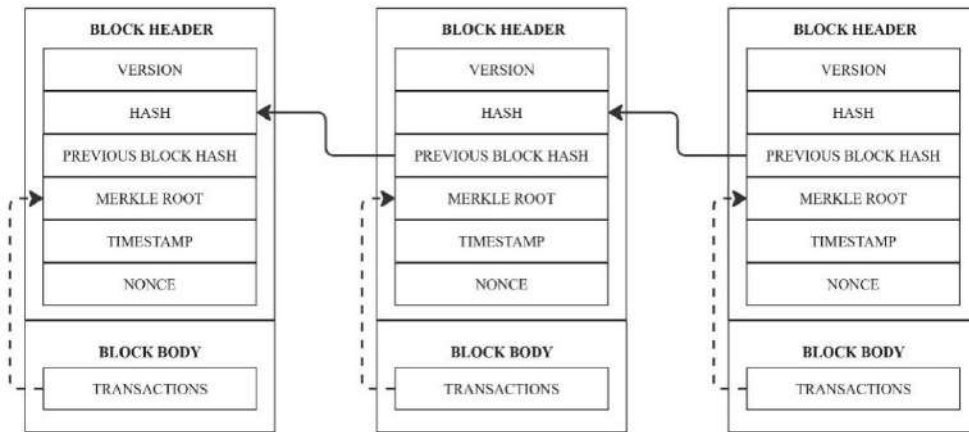 BLOCK HEADER
VERSION
HASH
PREVIOUS BLOCK HASH
MERKLE ROOT
TIMESTAMP
NONCE
BLOCK BODY
TRANSACTIONS
BLOCK HEADER
VERSION
HASH
PREVIOUS BLOCK HASH
MERKLE ROOT
TIMESTAMP
NONCE
BLOCK BODY
TRANSACTIONS
BLOCK HEADER
VERSION
HASH
PREVIOUS BLOCK HASH
MERKLE ROOT
TIMESTAMP
NONCE
BLOCK BODY
TRANSACTIONS